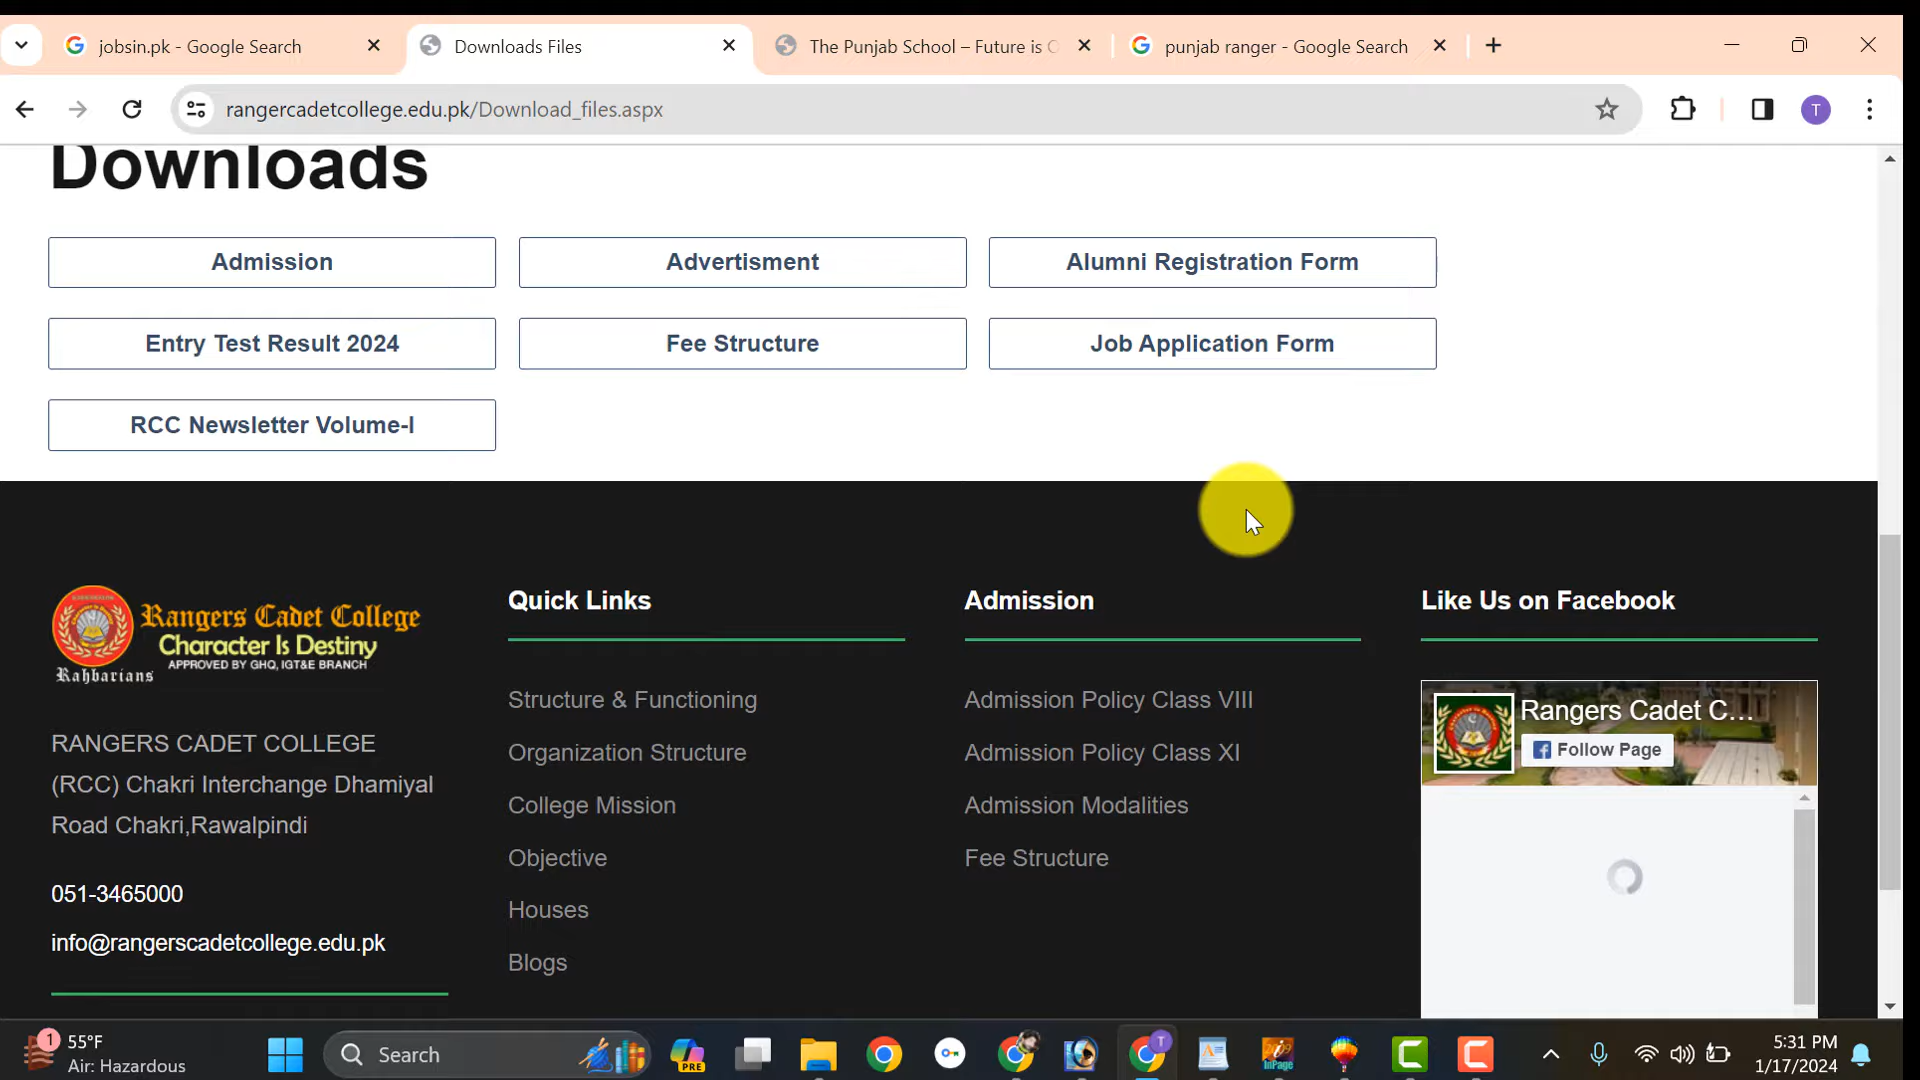 jobsin.pk - Google Search
Downloads Files
The Punjab School – Future is
punjab ranger - Google Search
rangercadetcollege.edu.pk/Download_files.aspx
T
Downloads
Admission
Advertisment
Alumni Registration Form
Entry Test Result 2024
Fee Structure
Job Application Form
RCC Newsletter Volume-I
Rangers Cadet College
Character Is Destiny
APPROVED BY GHQ, IGT&E BRANCH
Rahbarians
RANGERS CADET COLLEGE
(RCC) Chakri Interchange Dhamiyal
Road Chakri,Rawalpindi
051-3465000
info@rangerscadetcollege.edu.pk
Quick Links
Structure & Functioning
Organization Structure
College Mission
Objective
Houses
Blogs
Admission
Admission Policy Class VIII
Admission Policy Class XI
Admission Modalities
Fee Structure
Like Us on Facebook
Rangers Cadet C...
Follow Page
1
55°F
Air: Hazardous
Search
PRE
T
InPage
5:31 PM
1/17/2024